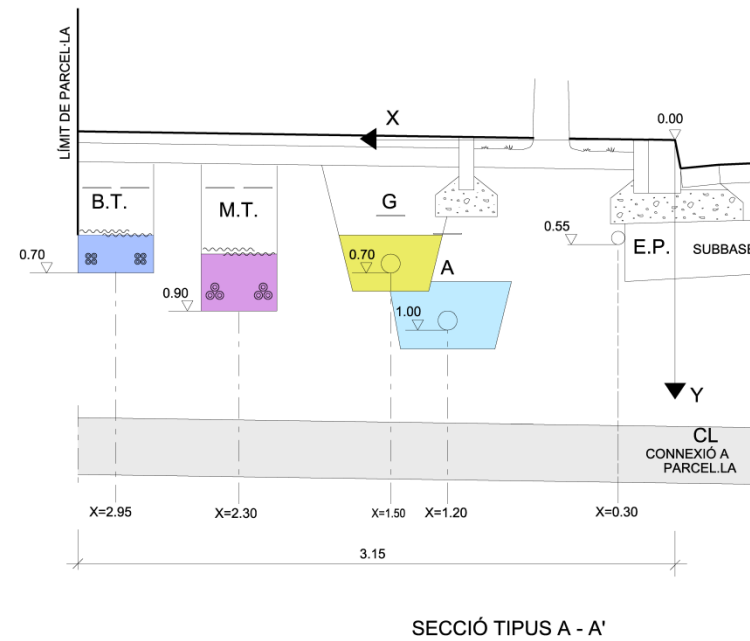 LÍMIT DE PARCEL·LA
X
0.00
B.T.
M.T.
G
0.55
E.P.
SUBBASE
0.70
0.70
A
0.90
1.00
Y
CL
CONNEXIÓ A
PARCEL.LA
X=2.95
X=2.30
X=1.50
X=1.20
X=0.30
3.15
SECCIÓ TIPUS A - A'